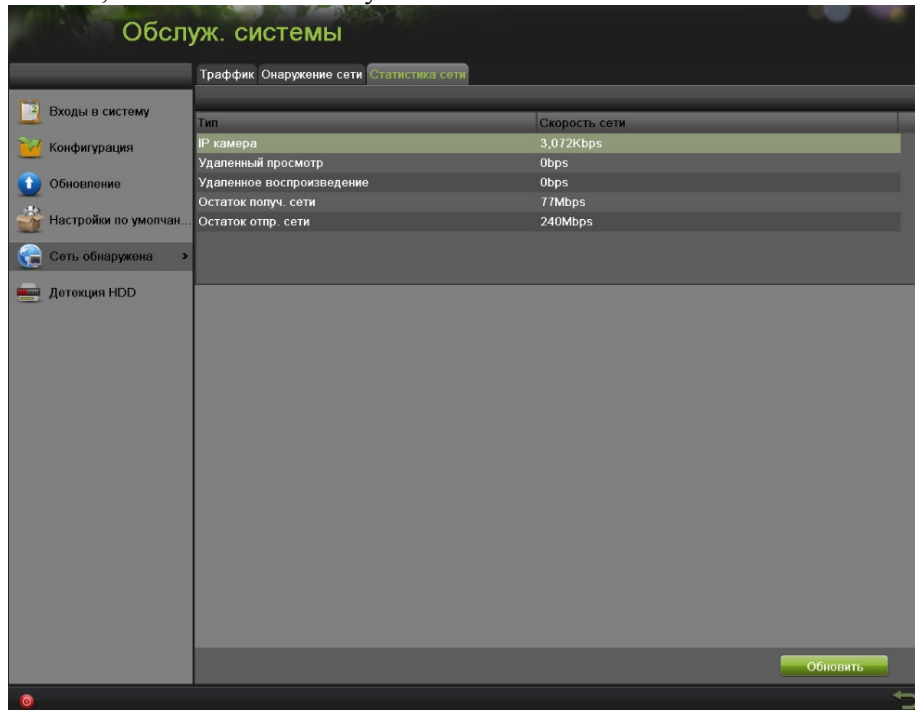 Обслуж. системы
Траффик Онаружение сети Статистика сети
Входы в систему
Конфигурация
Обновление
Настройки по умолчан...
Сеть обнаружена >
Детекция HDD
Тип Скорость сети
IP камера 3,072Kbps
Удаленный просмотр 0bps
Удаленное воспроизведение 0bps
Остаток получ. сети 77Mbps
Остаток отпр. сети 240Mbps
Обновить